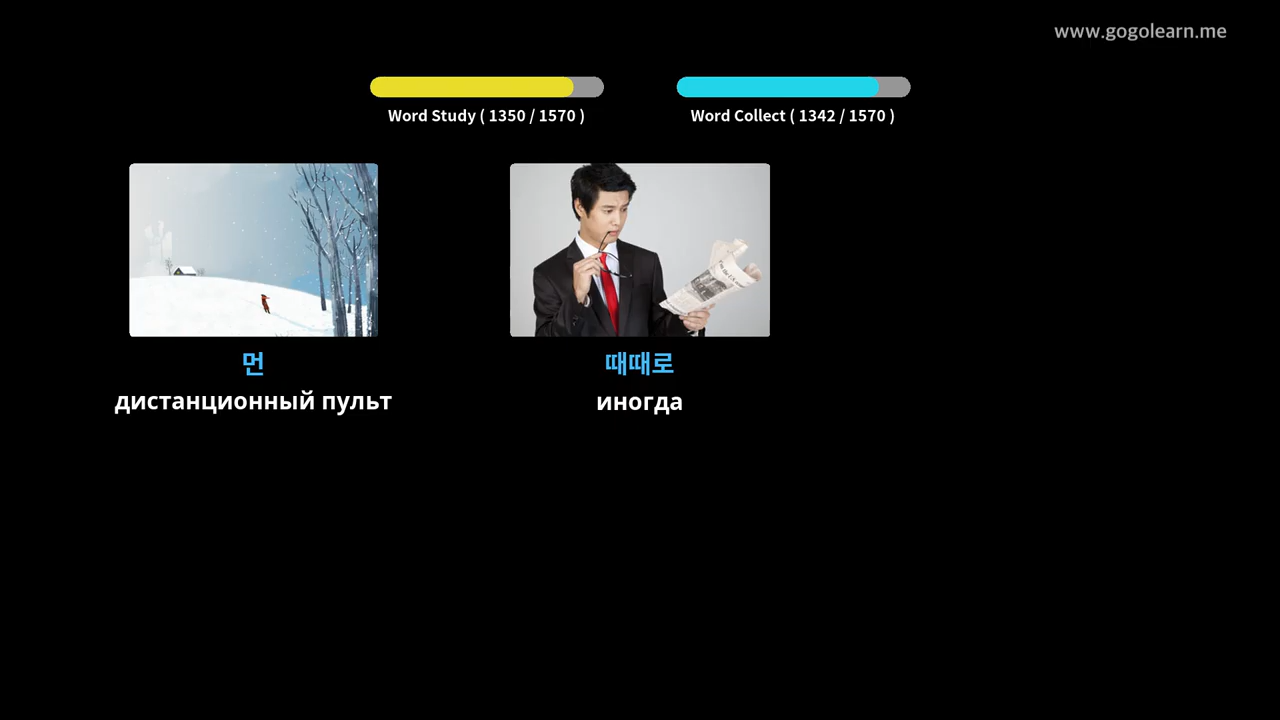 www.gogolearn.me
Word Study ( 1350 / 1570 )
Word Collect ( 1342 / 1570 )
먼
дистанционный пульт
때때로
иногда